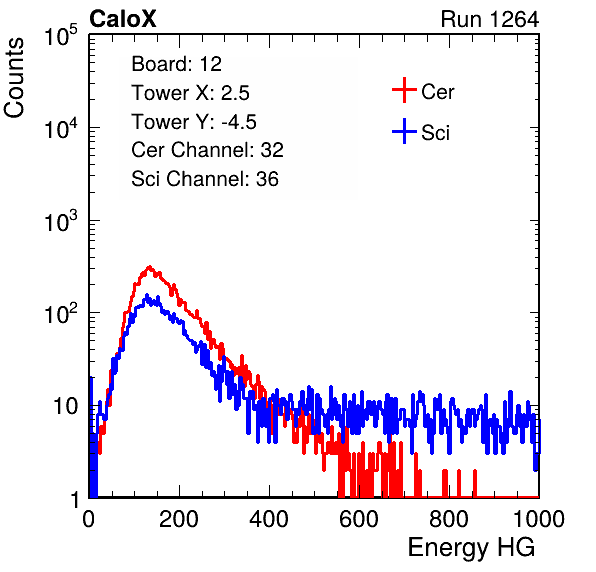 CaloX Run 1264
Counts
Board: 12
Tower X: 2.5
Tower Y: -4.5
Cer Channel: 32
Sci Channel: 36
Cer
Sci
10^5
10^4
10^3
10^2
10
1
0 200 400 600 800 1000
Energy HG